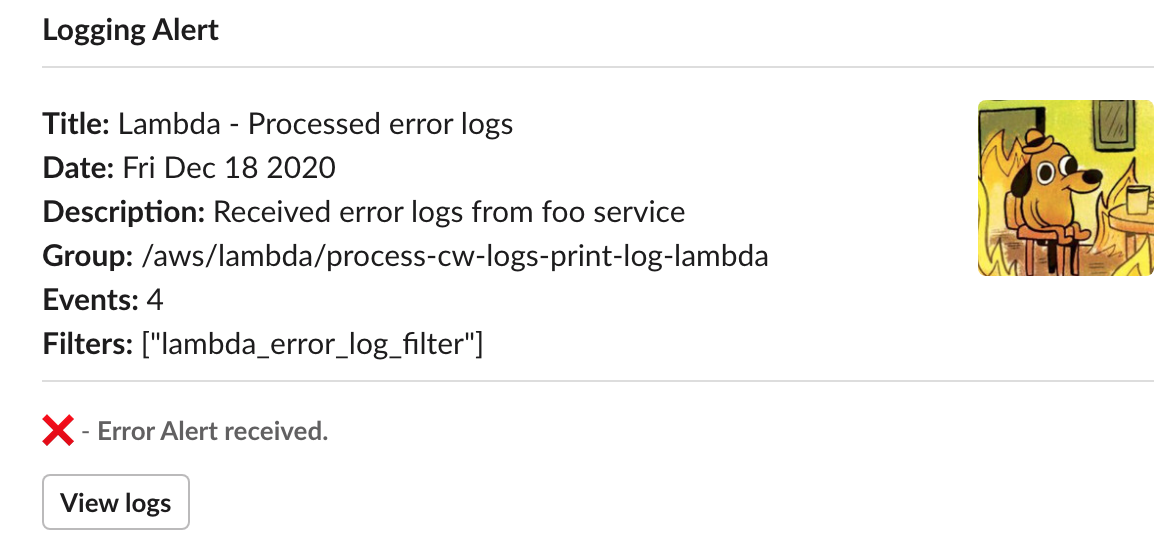 Logging Alert
Title: Lambda - Processed error logs
Date: Fri Dec 18 2020
Description: Received error logs from foo service
Group: /aws/lambda/process-cw-logs-print-log-lambda
Events: 4
Filters: ["lambda_error_log_filter"]
❌ - Error Alert received.
View logs